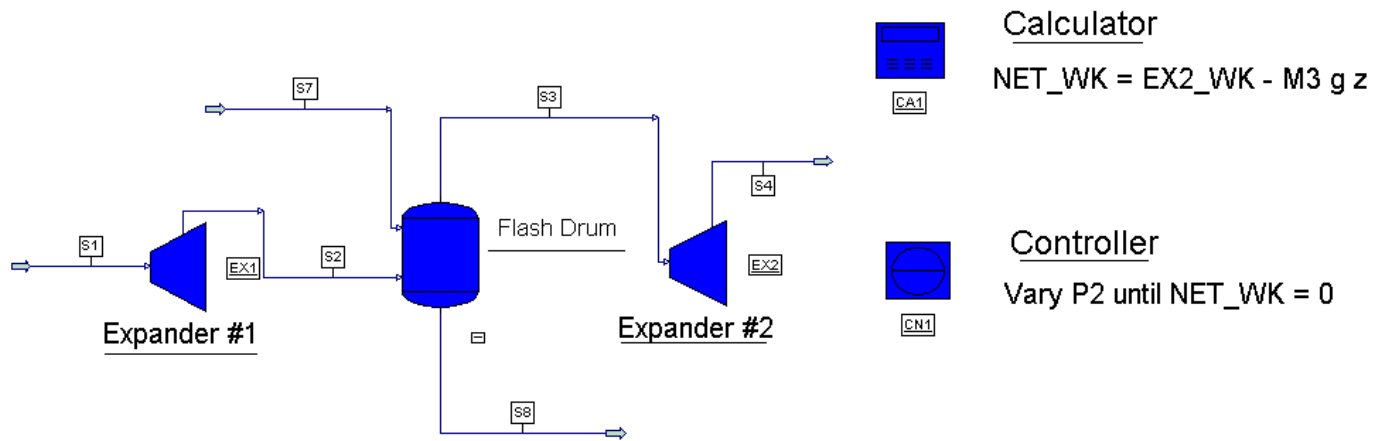 Calculator
NET_WK = EX2_WK - M3 g z
CA1
S7
S3
S4
S1
EX1
S2
Flash Drum
EX2
Controller
Vary P2 until NET_WK = 0
CN1
Expander #1
Expander #2
S8